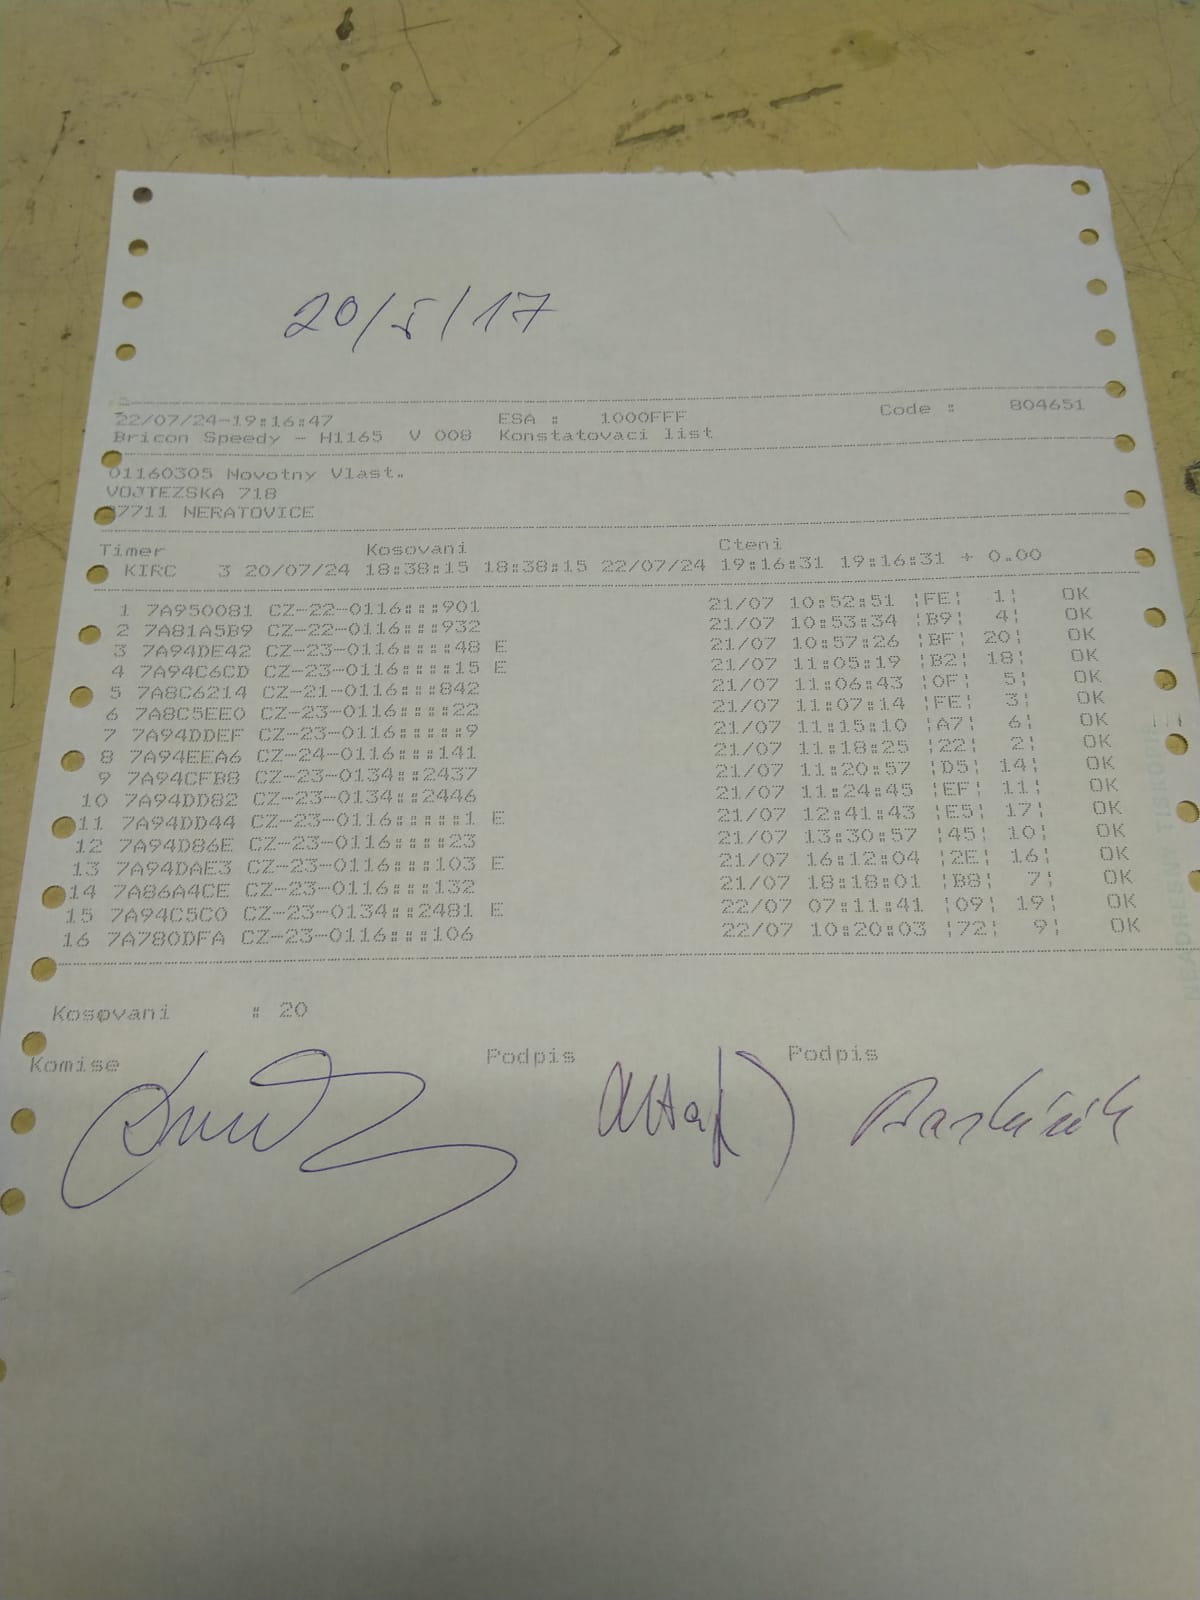 20/5/17
22/07/24-19:16:47 ESA : 1000FFF Code : 804651
Bricon Speedy - H1165 V 008 Konstatovaci list
01160305 Novotny Vlast.
VOJTEZSKA 718
27711 NERATOVICE
Timer Kosovani Cteni
KIRC 3 20/07/24 18:38:15 18:38:15 22/07/24 19:16:31 19:16:31 + 0.00
1 7A950081 CZ-22-0116:::901 21/07 10:52:51 ¦FE¦ 1¦ OK
2 7A81A5B9 CZ-22-0116:::932 21/07 10:53:34 ¦B9¦ 4¦ OK
3 7A94DE42 CZ-23-0116::::48 E 21/07 10:57:26 ¦BF¦ 20¦ OK
4 7A94C6CD CZ-23-0116::::15 E 21/07 11:05:19 ¦B2¦ 18¦ OK
5 7A8C6214 CZ-21-0116:::842 21/07 11:06:43 ¦0F¦ 5¦ OK
6 7A8C5EE0 CZ-23-0116::::22 21/07 11:07:14 ¦FE¦ 3¦ OK
7 7A94DDEF CZ-23-0116:::::9 21/07 11:15:10 ¦A7¦ 6¦ OK
8 7A94EEA6 CZ-24-0116:::141 21/07 11:18:25 ¦22¦ 2¦ OK
9 7A94CFB8 CZ-23-0134::2437 21/07 11:20:57 ¦D5¦ 14¦ OK
10 7A94DD82 CZ-23-0134::2446 21/07 11:24:45 ¦EF¦ 11¦ OK
11 7A94DD44 CZ-23-0116:::::1 E 21/07 12:41:43 ¦E5¦ 17¦ OK
12 7A94D86E CZ-23-0116::::23 21/07 13:30:57 ¦45¦ 10¦ OK
13 7A94DAE3 CZ-23-0116:::103 E 21/07 16:12:04 ¦2E¦ 16¦ OK
14 7A86A4CE CZ-23-0116:::132 21/07 18:18:01 ¦B8¦ 7¦ OK
15 7A94C5C0 CZ-23-0134::2481 E 22/07 07:11:41 ¦09¦ 19¦ OK
16 7A780DFA CZ-23-0116:::106 22/07 10:20:03 ¦72¦ 9¦ OK
Kosovani : 20
Komise Podpis Podpis